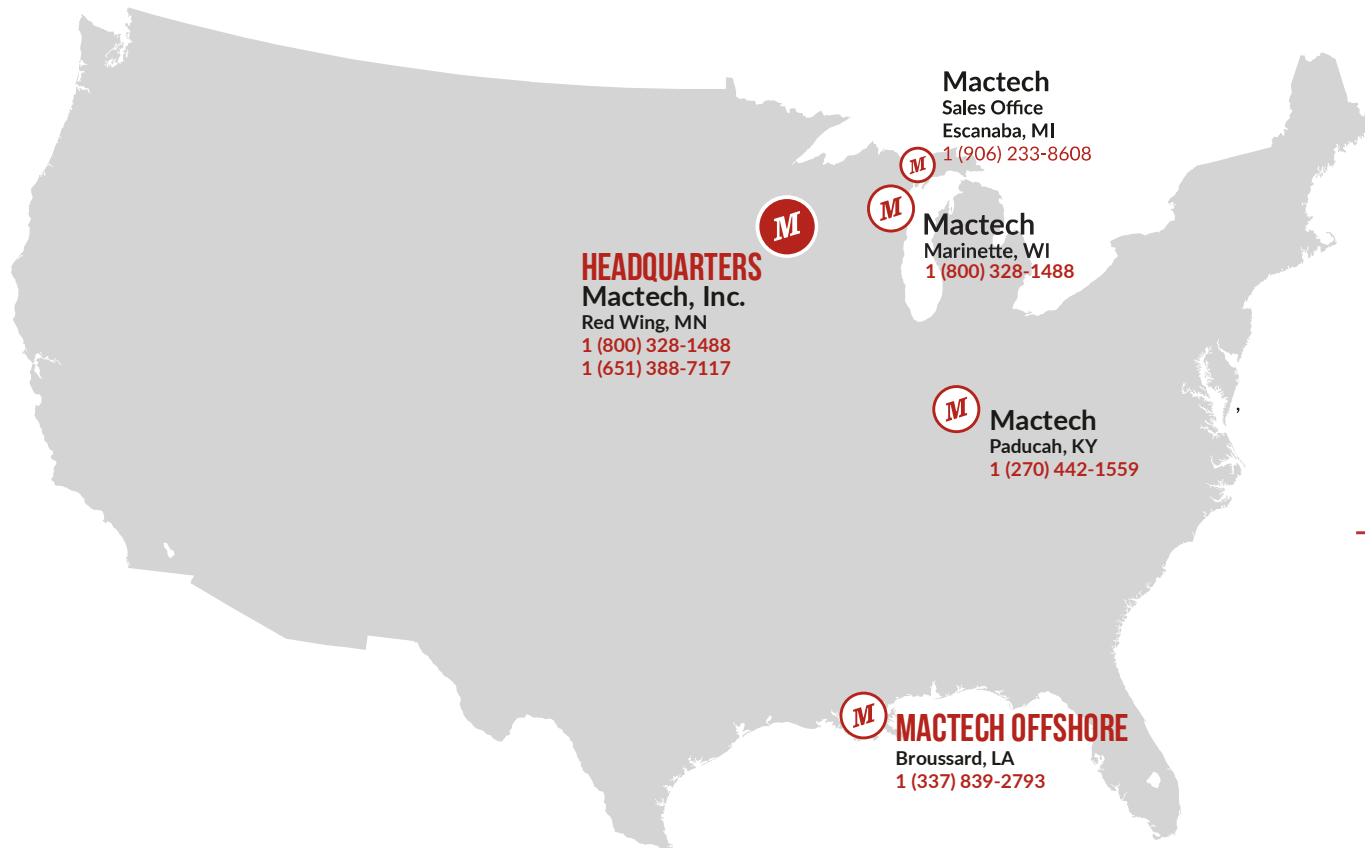 Mactech
Sales Office
Escanaba, MI
1 (906) 233-8608
M
M
M
Mactech
Marinette, WI
1 (800) 328-1488
HEADQUARTERS
Mactech, Inc.
Red Wing, MN
1 (800) 328-1488
1 (651) 388-7117
M
,
Mactech
Paducah, KY
1 (270) 442-1559
M
MACTECH OFFSHORE
Broussard, LA
1 (337) 839-2793